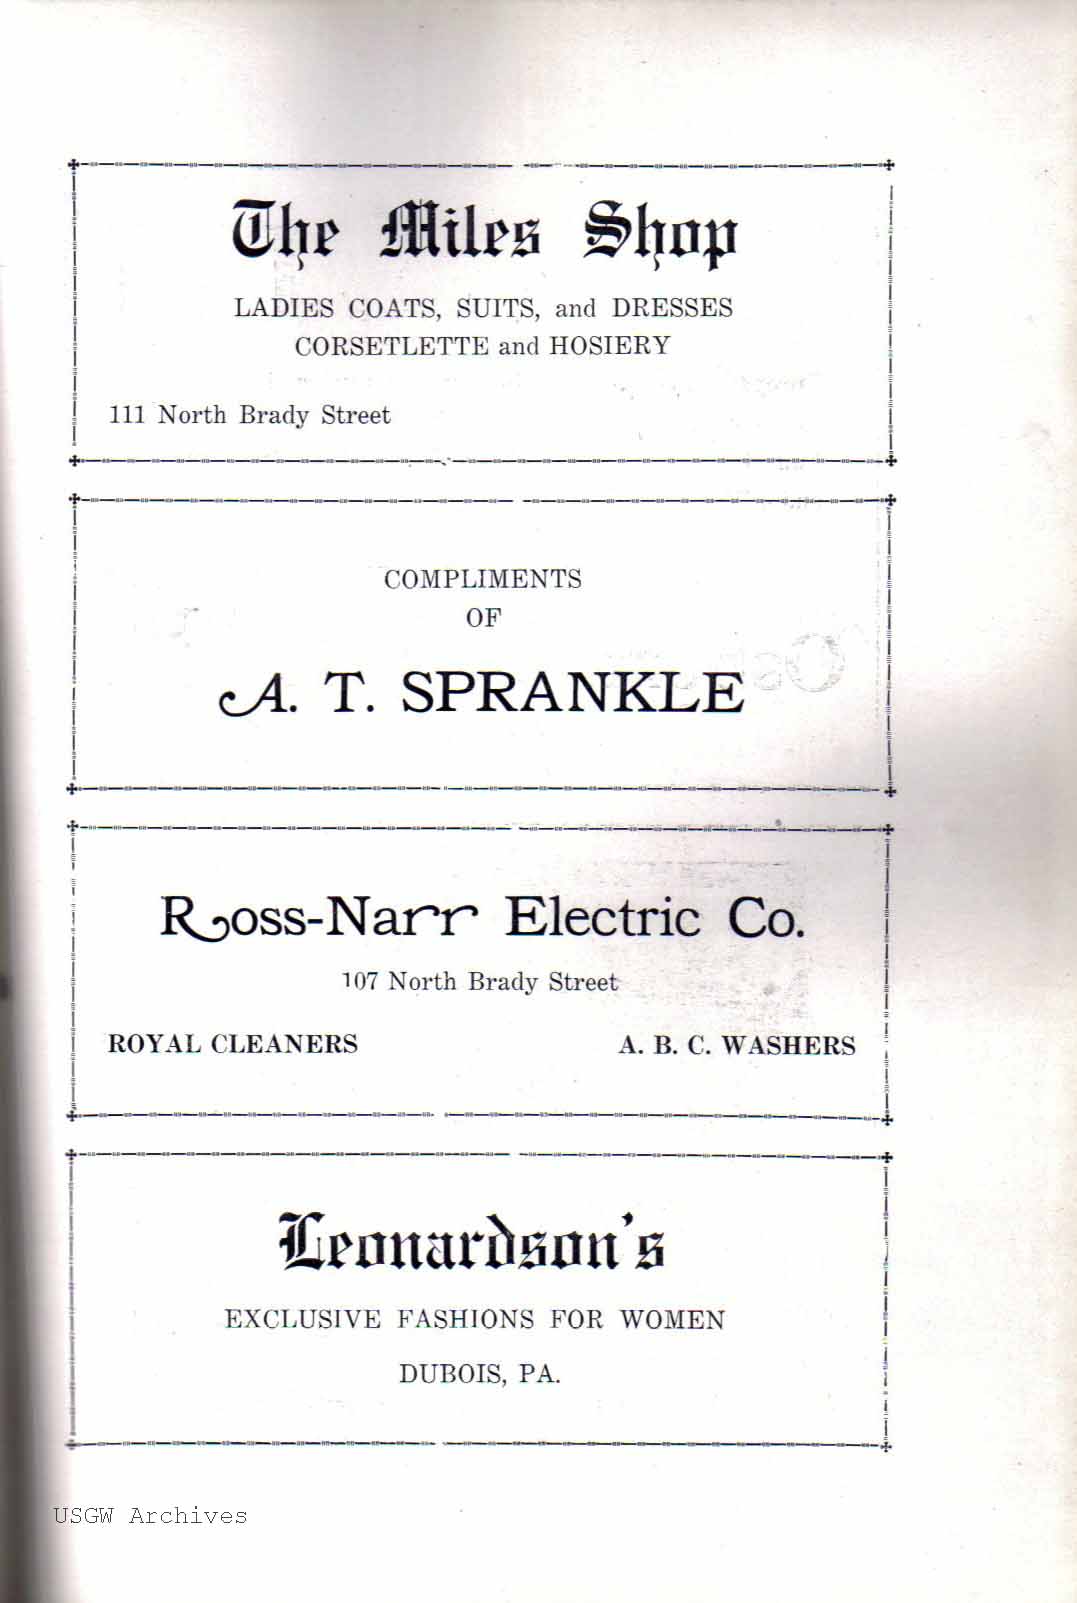 The Miles Shop
LADIES COATS, SUITS, and DRESSES
CORSETLETTE and HOSIERY
111 North Brady Street
COMPLIMENTS
OF
A. T. SPRANKLE
Ross-Narr Electric Co.
107 North Brady Street
ROYAL CLEANERS A. B. C. WASHERS
Leonardson's
EXCLUSIVE FASHIONS FOR WOMEN
DUBOIS, PA.
USGW Archives